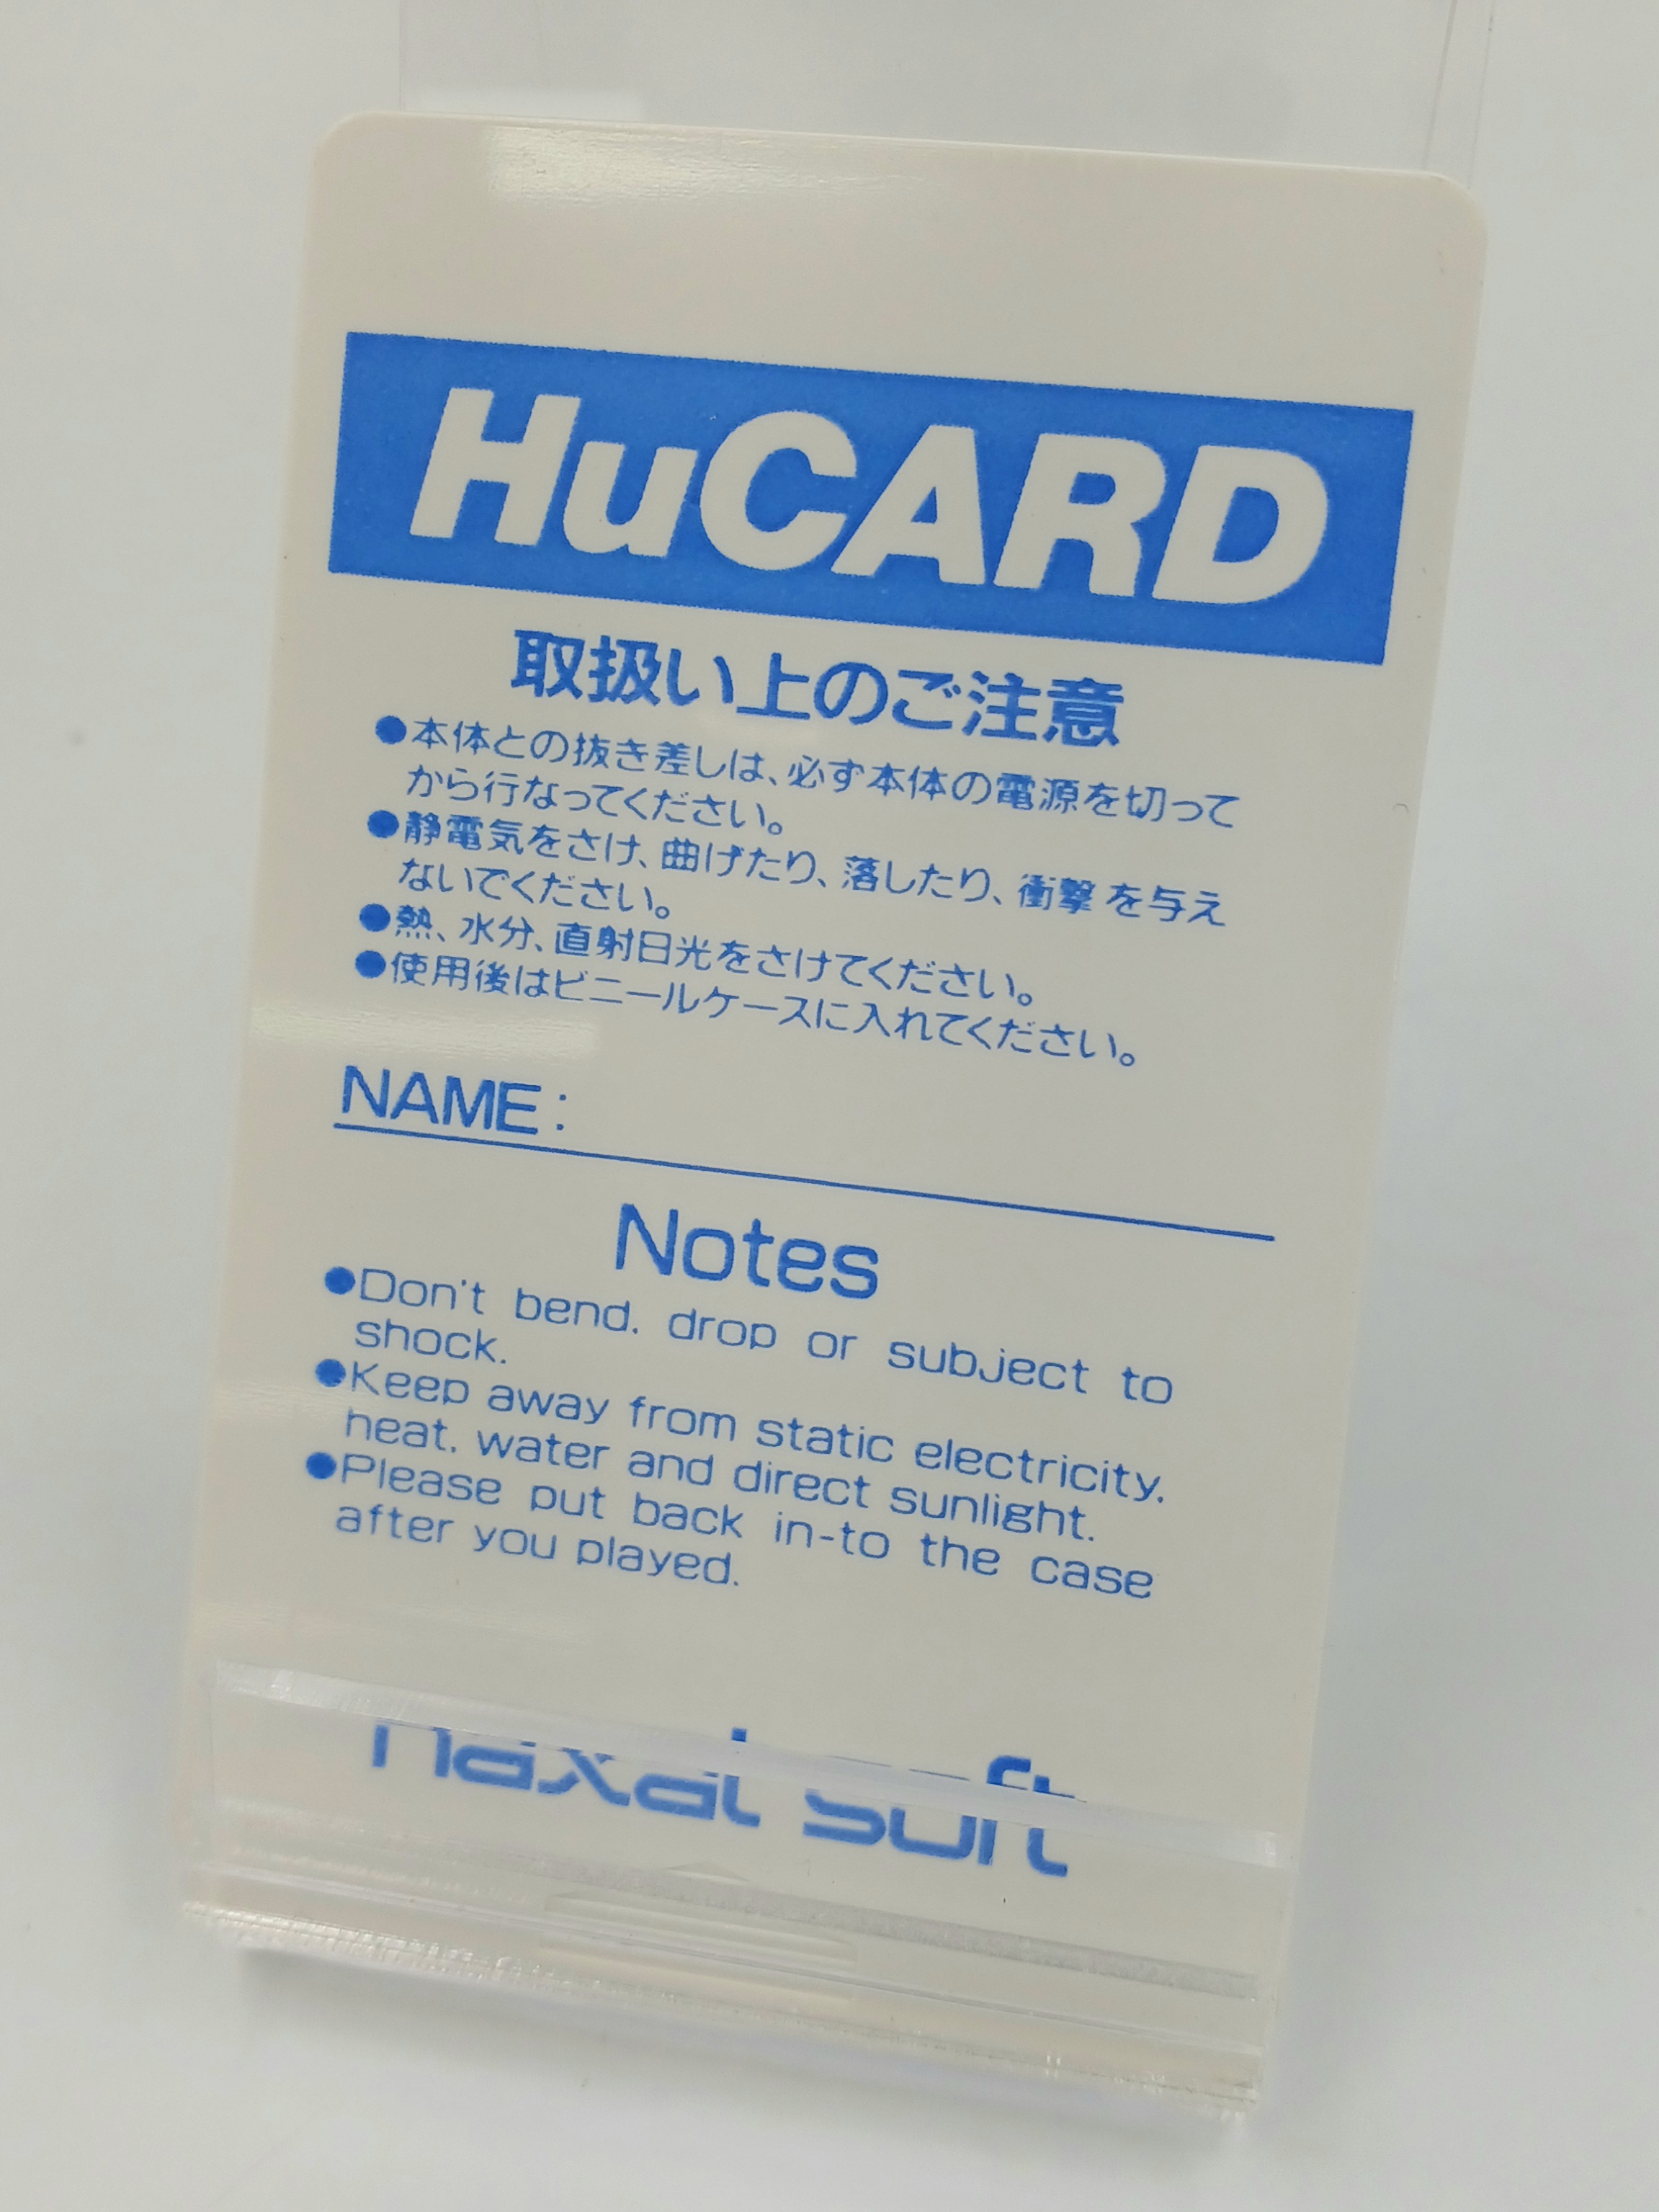 HuCARD
取扱い上のご注意
●本体との抜き差しは、必ず本体の電源を切って
から行なってください。
●静電気をさけ、曲げたり、落したり、衝撃を与え
ないでください。
●熱、水分、直射日光をさけてください。
●使用後はビニールケースに入れてください。
NAME:
Notes
●Don't bend. drop or subject to
shock.
●Keep away from static electricity.
heat. water and direct sunlight.
●Please put back in-to the case
after you played.
naxat soft